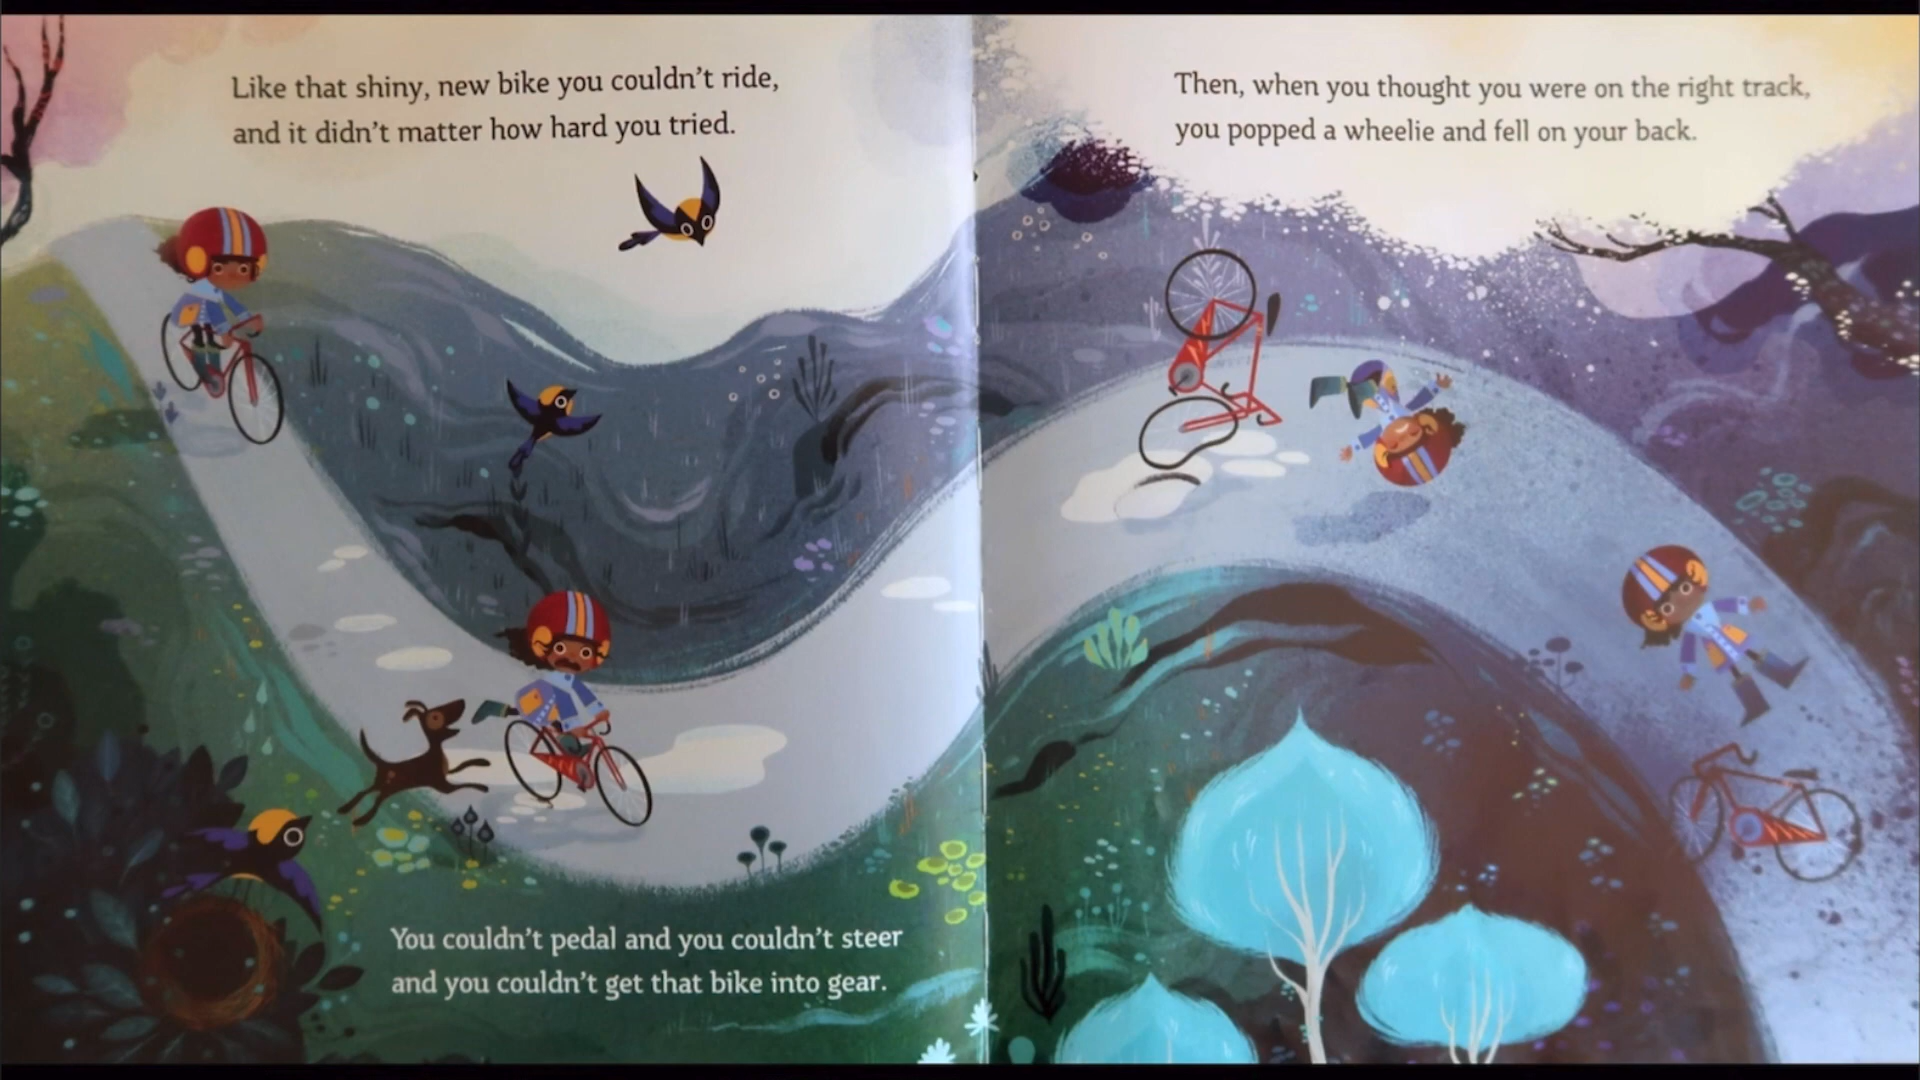 Like that shiny, new bike you couldn't ride,
and it didn't matter how hard you tried.
You couldn't pedal and you couldn't steer
and you couldn't get that bike into gear.
Then, when you thought you were on the right track,
you popped a wheelie and fell on your back.